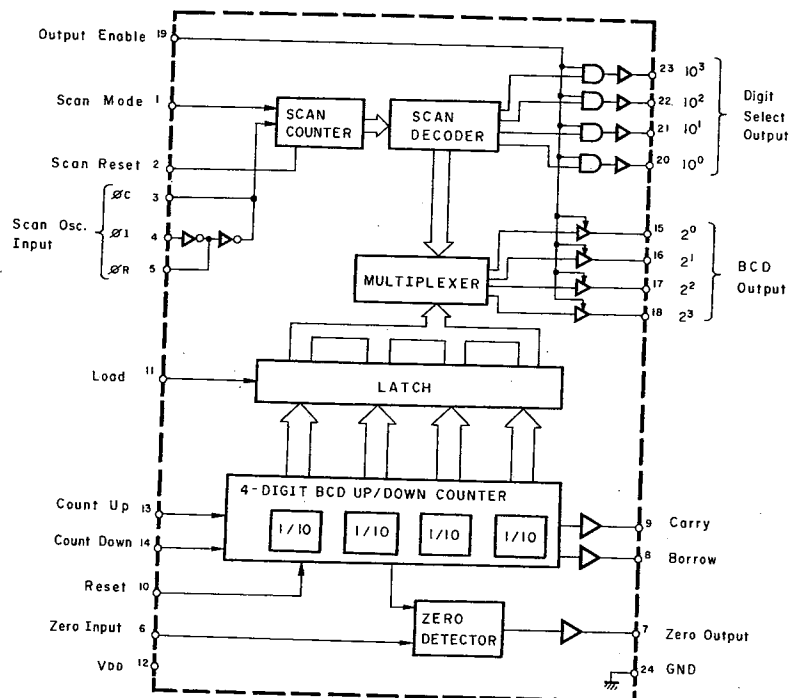 Output Enable 19
Scan Mode 1
Scan Reset 2
Scan Osc. Input
øC 3
øI 4
øR 5
Load 11
Count Up 13
Count Down 14
Reset 10
Zero Input 6
VDD 12
SCAN COUNTER
SCAN DECODER
MULTIPLEXER
LATCH
4-DIGIT BCD UP/DOWN COUNTER
1/10 1/10 1/10 1/10
ZERO DETECTOR
23 10³
22 10²
21 10¹
20 10⁰
Digit Select Output
15 2⁰
16 2¹
17 2²
18 2³
BCD Output
9 Carry
8 Borrow
7 Zero Output
24 GND